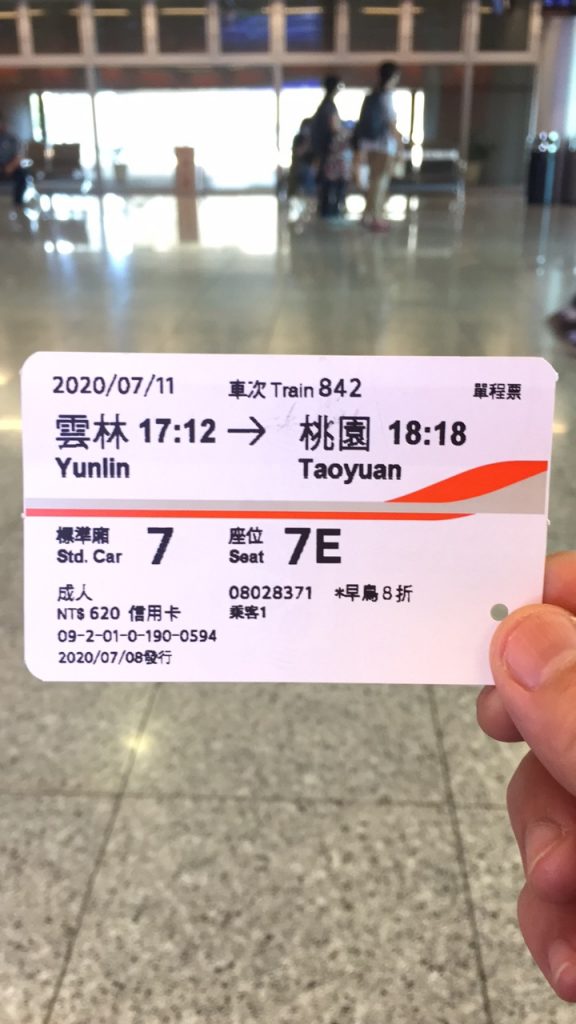 2020/07/11 車次 Train 842 單程票
雲林 17:12 → 桃園 18:18
Yunlin Taoyuan
標準廂 座位
Std. Car 7 Seat 7E
成人 08028371 *早鳥8折
NT$ 620 信用卡 乘客1
09-2-01-0-190-0594
2020/07/08發行